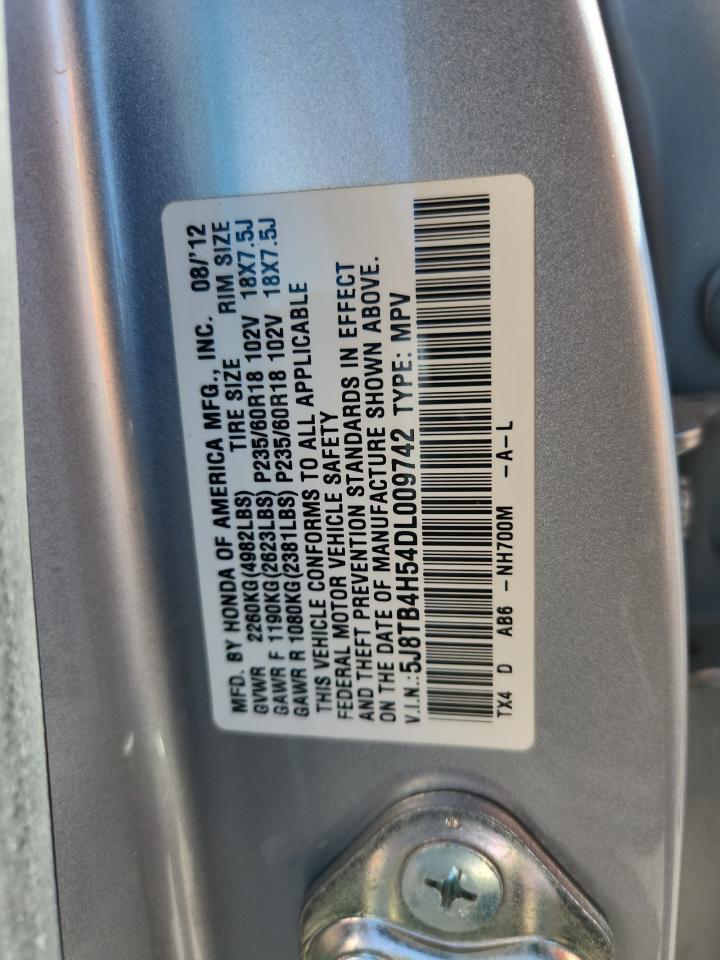 MFD. BY HONDA OF AMERICA MFG., INC. 08/'12
GVWR 2260KG(4982LBS) TIRE SIZE RIM SIZE
GAWR F 1190KG(2623LBS) P235/60R18 102V 18X7.5J
GAWR R 1080KG(2381LBS) P235/60R18 102V 18X7.5J
THIS VEHICLE CONFORMS TO ALL APPLICABLE
FEDERAL MOTOR VEHICLE SAFETY
AND THEFT PREVENTION STANDARDS IN EFFECT
ON THE DATE OF MANUFACTURE SHOWN ABOVE.
V.I.N.:5J8TB4H54DL009742 TYPE: MPV
TX4 D AB6 -NH700M -A-L